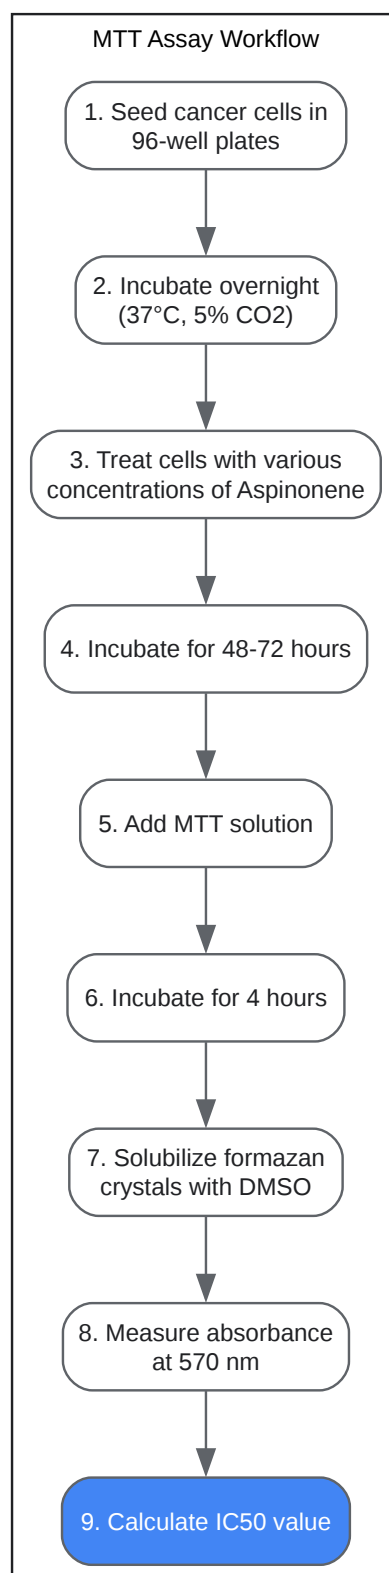 MTT Assay Workflow
1. Seed cancer cells in
96-well plates
2. Incubate overnight
(37°C, 5% CO2)
3. Treat cells with various
concentrations of Aspinonene
4. Incubate for 48-72 hours
5. Add MTT solution
6. Incubate for 4 hours
7. Solubilize formazan
crystals with DMSO
8. Measure absorbance
at 570 nm
9. Calculate IC50 value